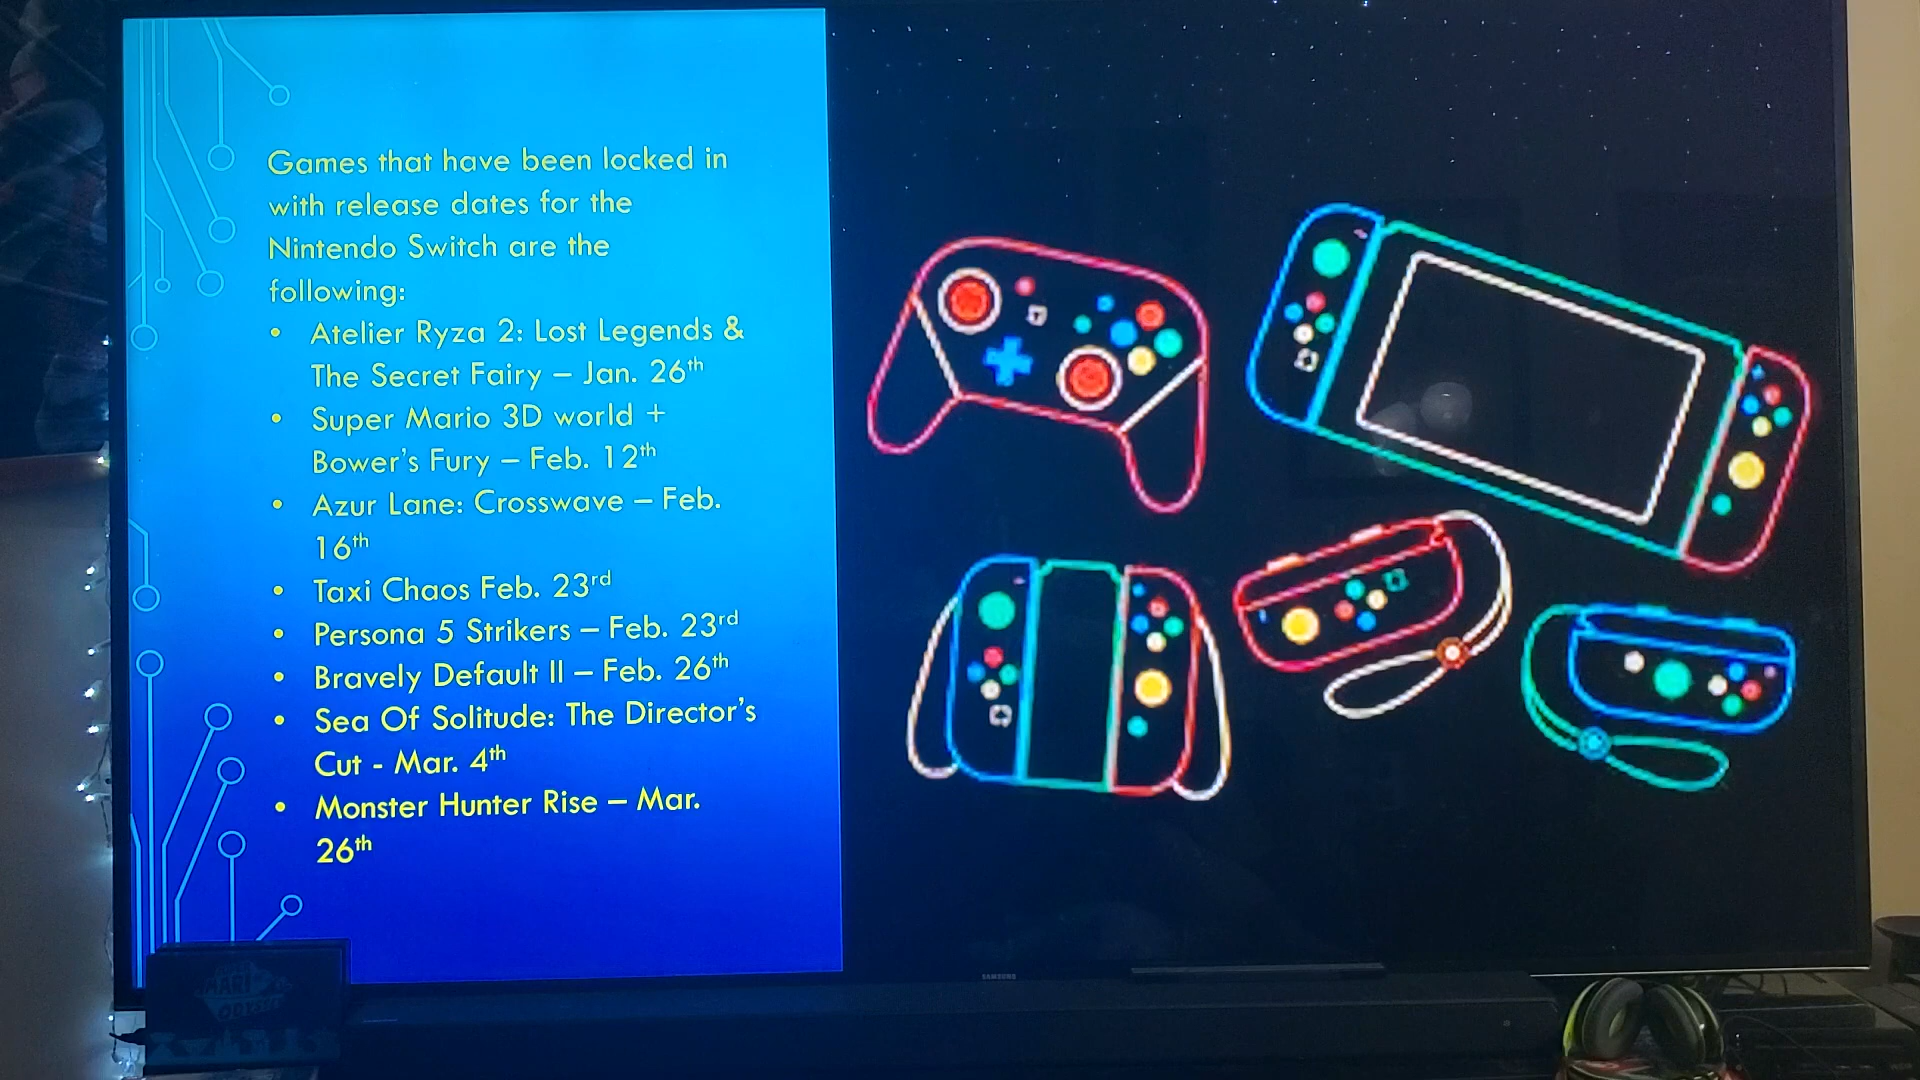 Games that have been locked in
with release dates for the
Nintendo Switch are the
following:
• Atelier Ryza 2: Lost Legends &
The Secret Fairy – Jan. 26th
• Super Mario 3D world +
Bower's Fury – Feb. 12th
• Azur Lane: Crosswave – Feb.
16th
• Taxi Chaos Feb. 23rd
• Persona 5 Strikers – Feb. 23rd
• Bravely Default II – Feb. 26th
• Sea Of Solitude: The Director's
Cut - Mar. 4th
• Monster Hunter Rise – Mar.
26th
SAMSUNG